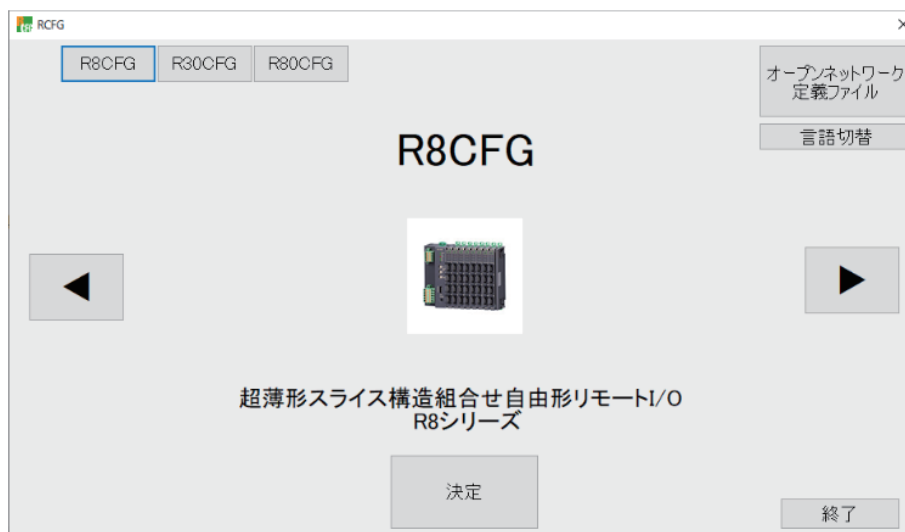 RCFG
R8CFG
R30CFG
R80CFG
オープンネットワーク
定義ファイル
言語切替
R8CFG
超薄形スライス構造組合せ自由形リモートI/O
R8シリーズ
決定
終了